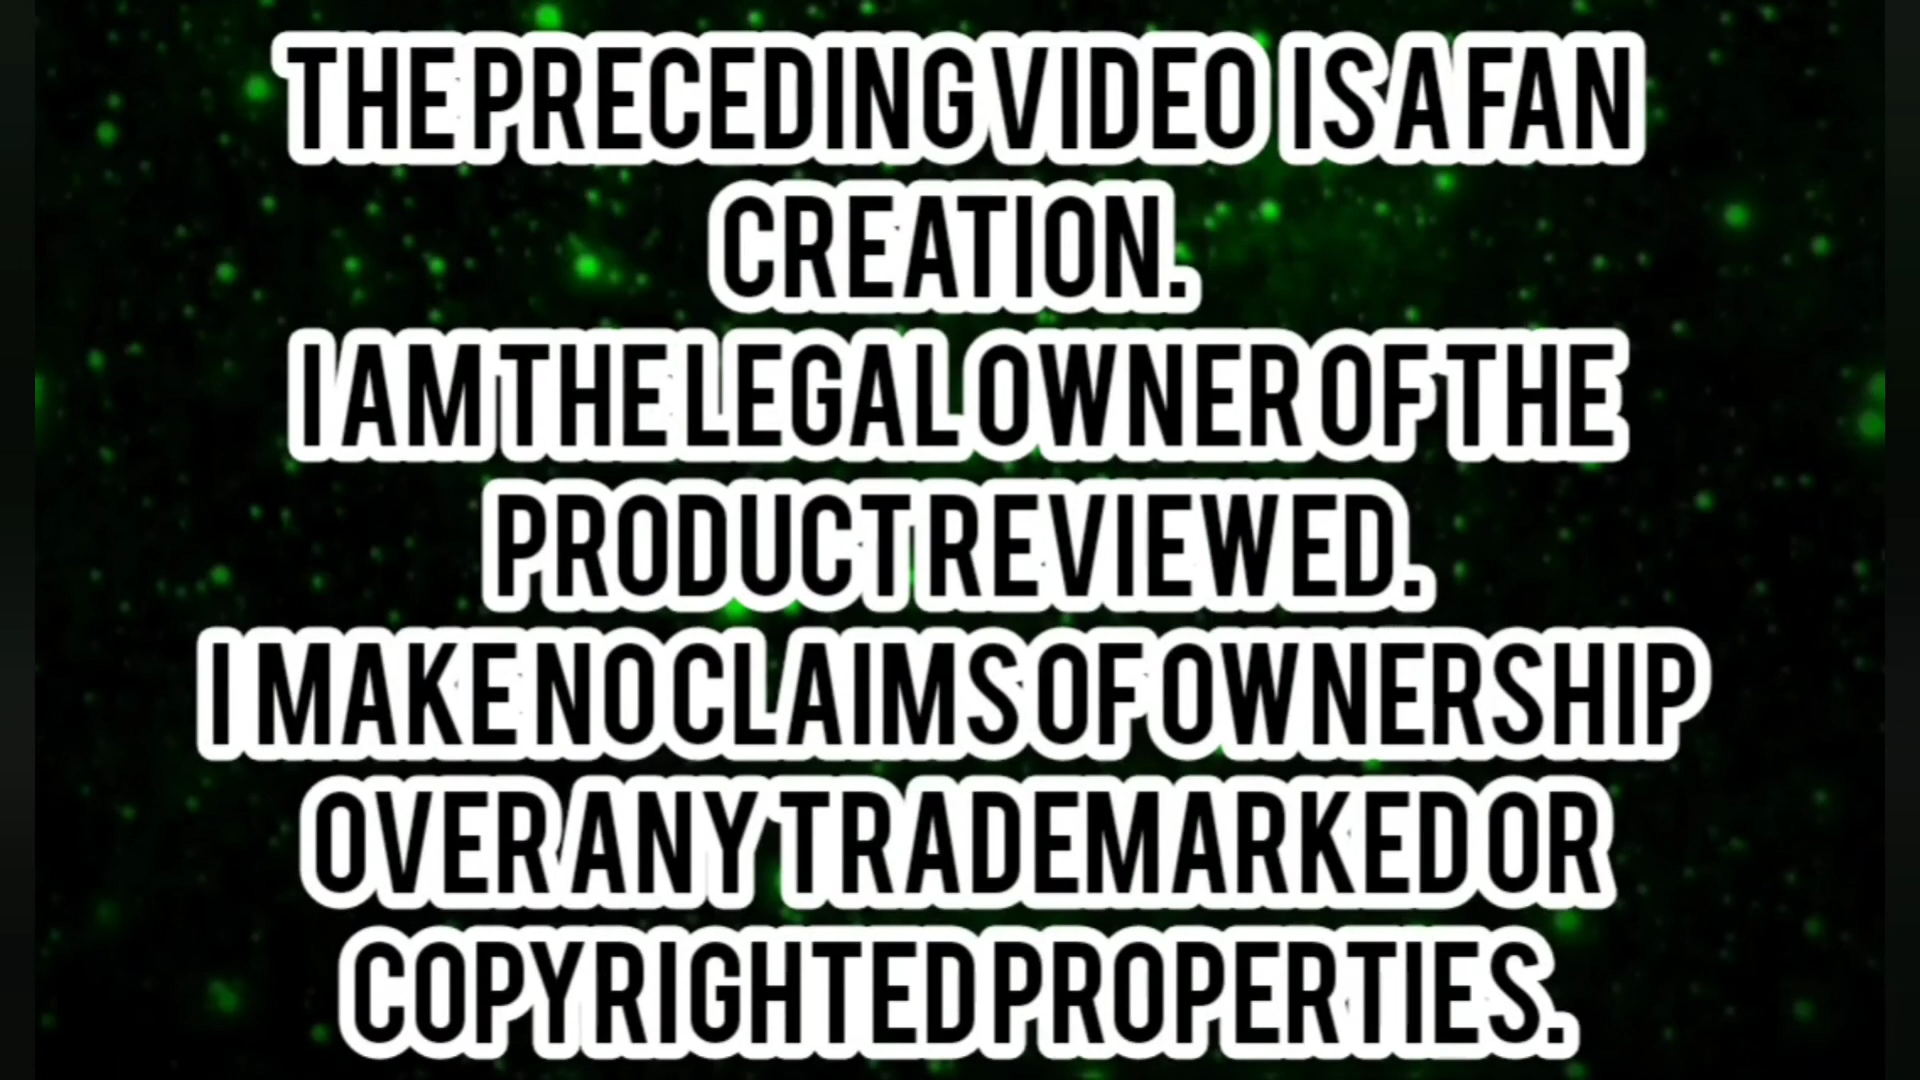 THE PRECEDING VIDEO IS A FAN
CREATION.
I AM THE LEGAL OWNER OF THE
PRODUCT REVIEWED.
I MAKE NO CLAIMS OF OWNERSHIP
OVER ANY TRADEMARKED OR
COPYRIGHTED PROPERTIES.